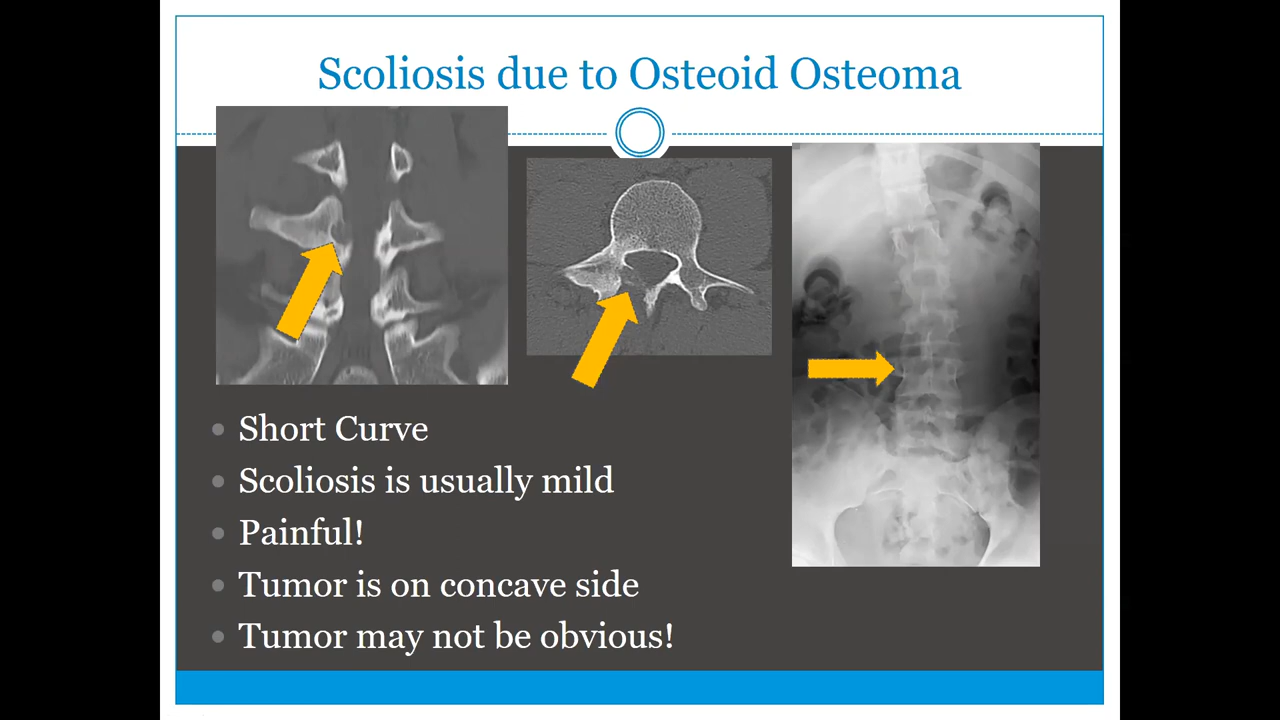 Scoliosis due to Osteoid Osteoma
Short Curve
Scoliosis is usually mild
Painful!
Tumor is on concave side
Tumor may not be obvious!